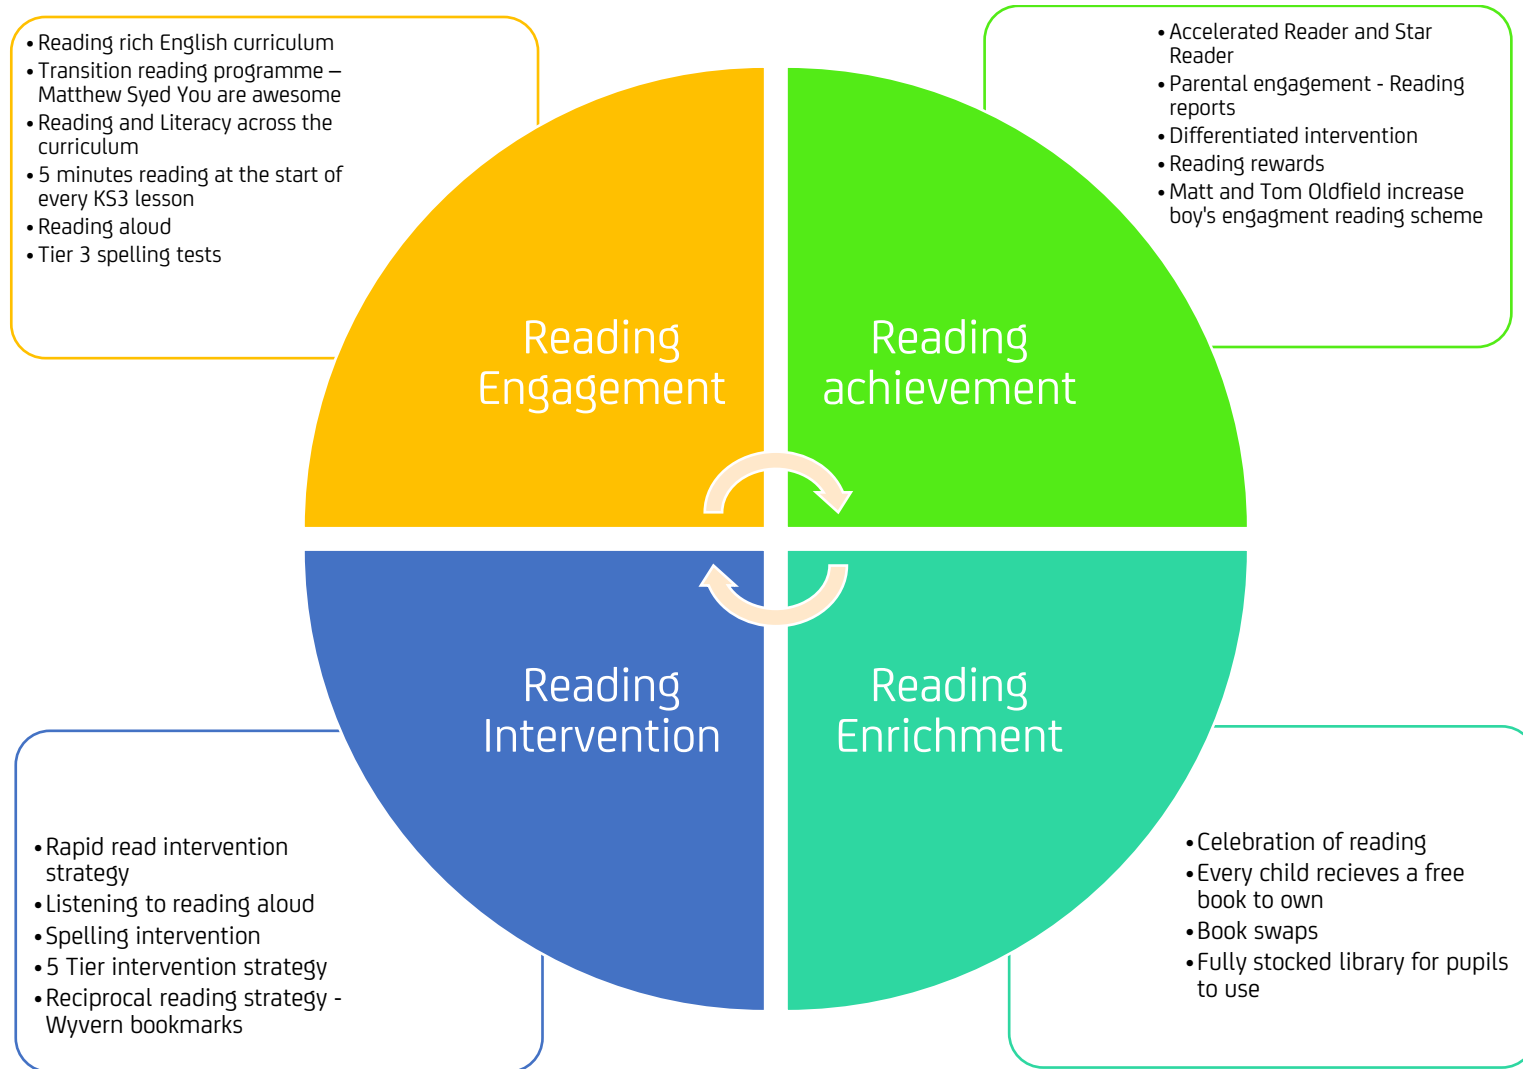 • Reading rich English curriculum
• Transition reading programme –
Matthew Syed You are awesome
• Reading and Literacy across the
curriculum
• 5 minutes reading at the start of
every KS3 lesson
• Reading aloud
• Tier 3 spelling tests
• Accelerated Reader and Star
Reader
• Parental engagement - Reading
reports
• Differentiated intervention
• Reading rewards
• Matt and Tom Oldfield increase
boy's engagment reading scheme
Reading
Engagement
Reading
achievement
Reading
Intervention
Reading
Enrichment
• Rapid read intervention
strategy
• Listening to reading aloud
• Spelling intervention
• 5 Tier intervention strategy
• Reciprocal reading strategy -
Wyvern bookmarks
• Celebration of reading
• Every child recieves a free
book to own
• Book swaps
• Fully stocked library for pupils
to use